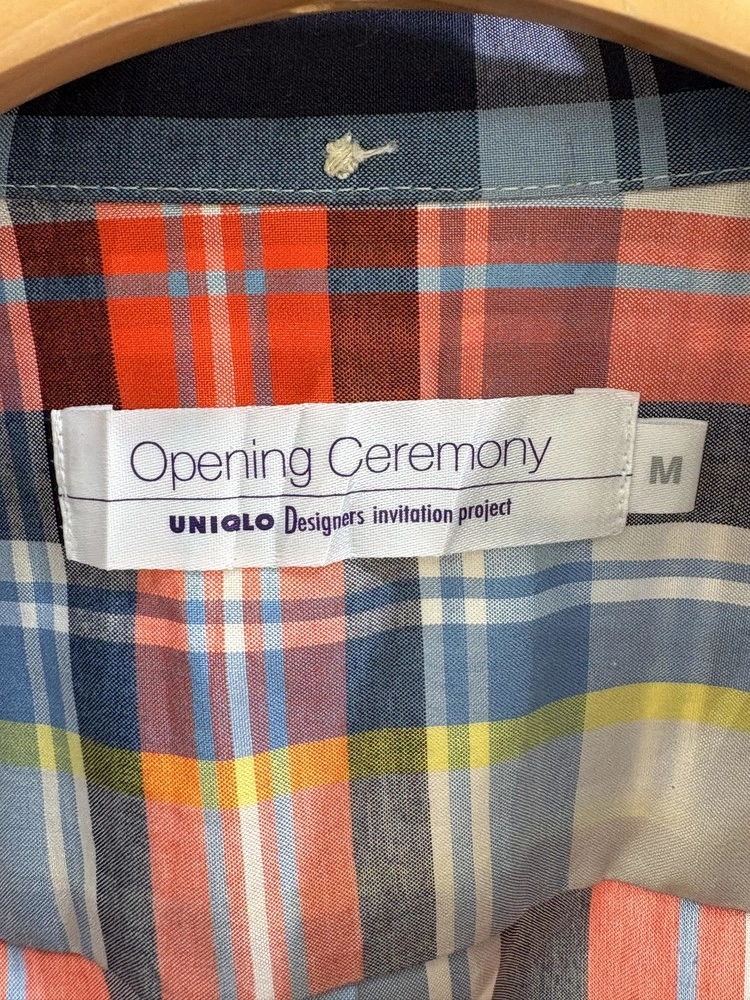 Opening Ceremony
M
UNIQLO Designers invitation project